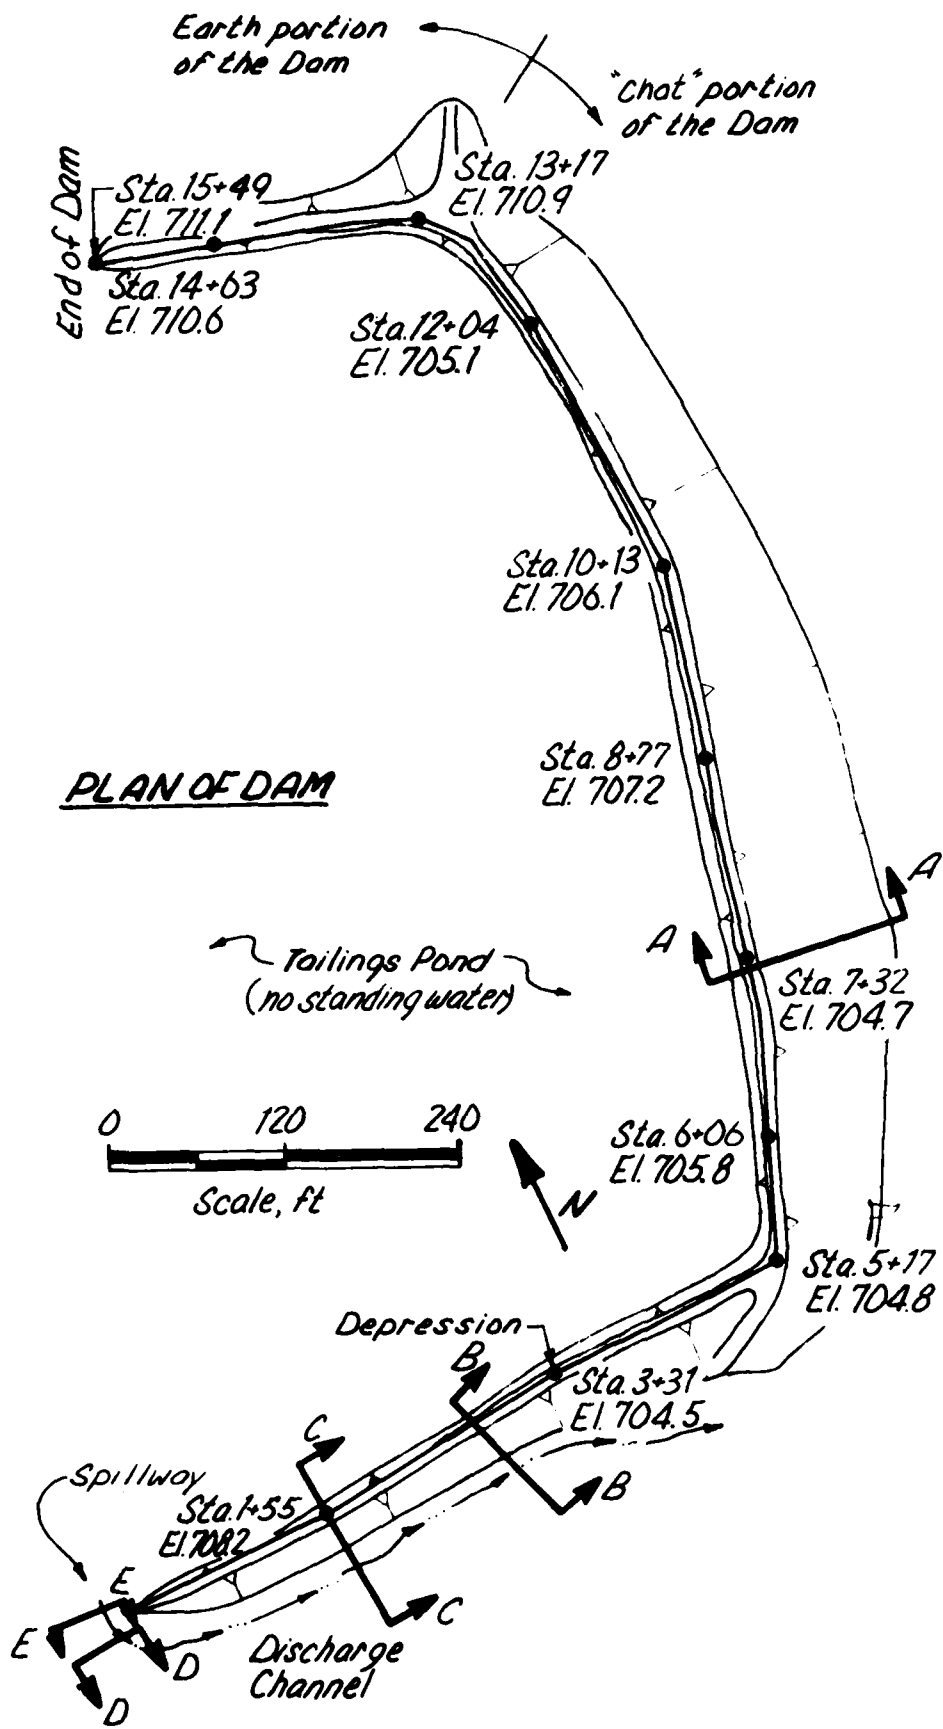 Earth portion
of the Dam
"Chat" portion
of the Dam
End of Dam
Sta. 15+49
El. 711.1
Sta. 13+17
El. 710.9
Sta. 14+63
El. 710.6
Sta. 12+04
El. 705.1
Sta. 10+13
El. 706.1
Sta. 8+77
El. 707.2
PLAN OF DAM
A
A
Tailings Pond
(no standing water)
Sta. 7+32
El. 704.7
0 120 240
Scale, ft
N
Sta. 6+06
El. 705.8
Sta. 5+17
El. 704.8
Depression
B
Sta. 3+31
El. 704.5
C
B
Spillway
Sta. 1+55
El. 708.2
E
C
E
D
D
Discharge
Channel